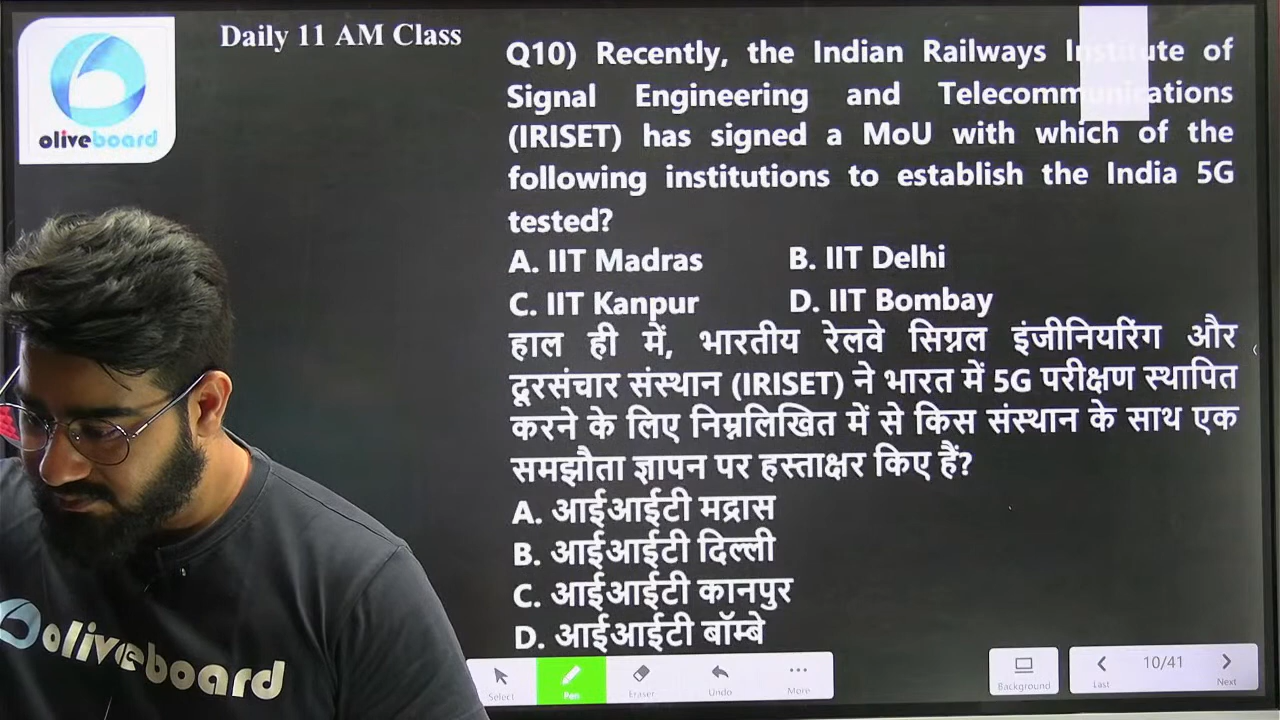 Daily 11 AM Class
oliveboard
Q10) Recently, the Indian Railways Institute of
Signal Engineering and Telecommunications
(IRISET) has signed a MoU with which of the
following institutions to establish the India 5G
tested?
A. IIT Madras B. IIT Delhi
C. IIT Kanpur D. IIT Bombay
हाल ही में, भारतीय रेलवे सिग्नल इंजीनियरिंग और
दूरसंचार संस्थान (IRISET) ने भारत में 5G परीक्षण स्थापित
करने के लिए निम्नलिखित में से किस संस्थान के साथ एक
समझौता ज्ञापन पर हस्ताक्षर किए हैं?
A. आईआईटी मद्रास
B. आईआईटी दिल्ली
C. आईआईटी कानपुर
D. आईआईटी बॉम्बे
oliveboard
Select Pen Eraser Undo More
Background
Last 10/41 Next